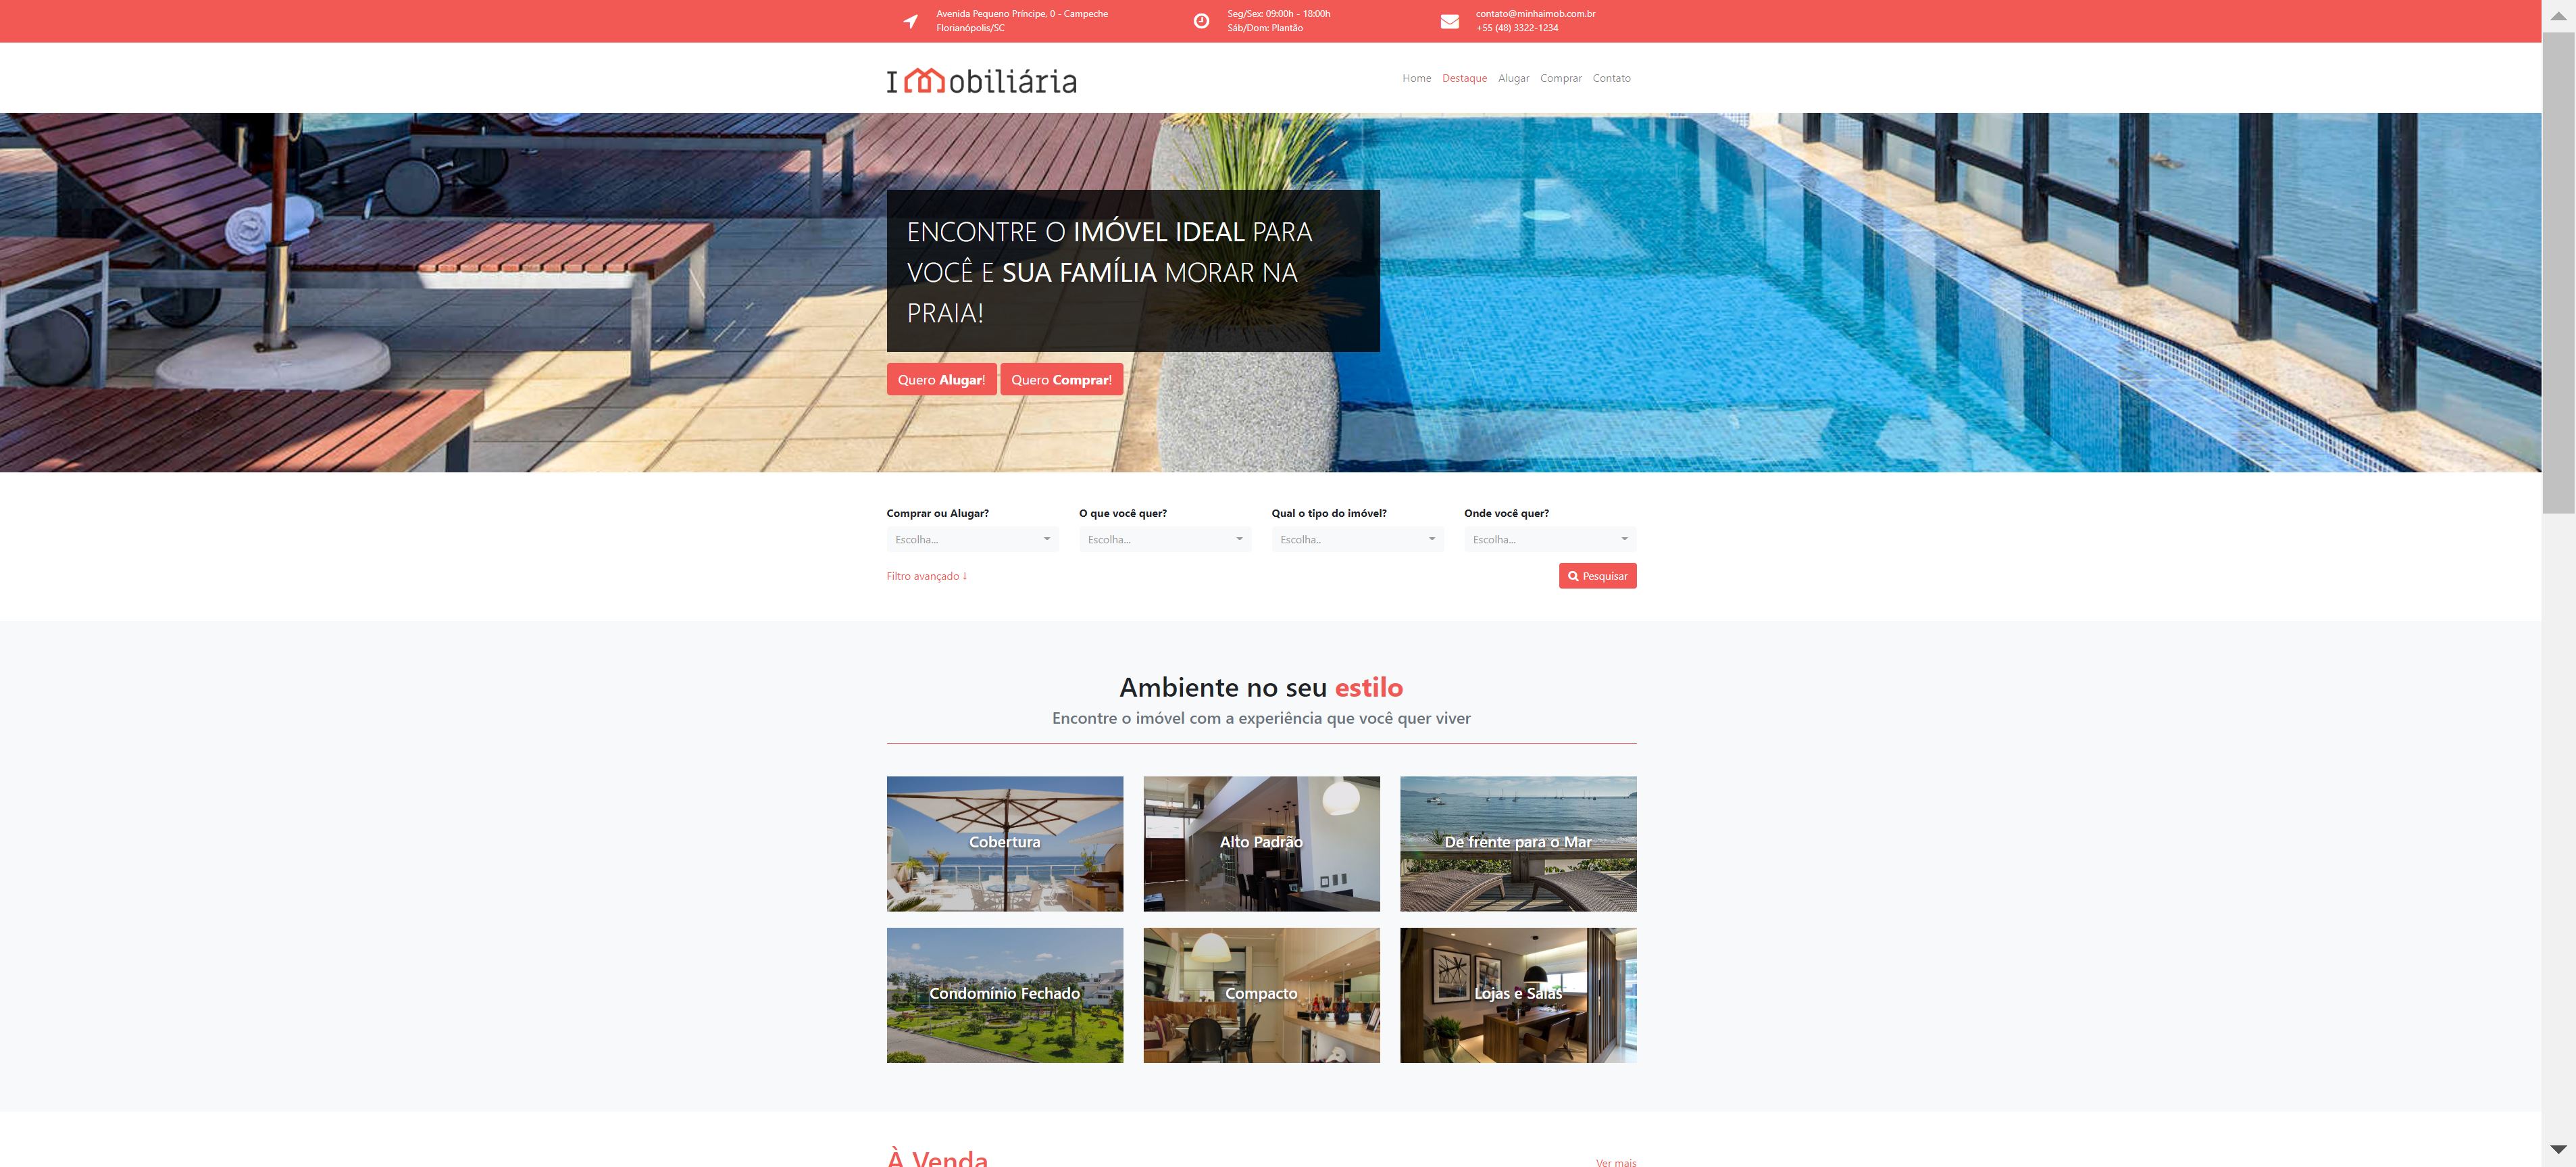 Avenida Pequeno Príncipe, 0 - Campeche
Florianópolis/SC
Seg/Sex: 09:00h - 18:00h
Sáb/Dom: Plantão
contato@minhaimob.com.br
+55 (48) 3322-1234
Imobiliária
Home Destaque Alugar Comprar Contato
ENCONTRE O IMÓVEL IDEAL PARA
VOCÊ E SUA FAMÍLIA MORAR NA
PRAIA!
Quero Alugar! Quero Comprar!
Comprar ou Alugar? O que você quer? Qual o tipo do imóvel? Onde você quer?
Escolha... Escolha... Escolha.. Escolha...
Filtro avançado ↓ Pesquisar
Ambiente no seu estilo
Encontre o imóvel com a experiência que você quer viver
Cobertura Alto Padrão De frente para o Mar
Condomínio Fechado Compacto Lojas e Salas
À Venda Ver mais